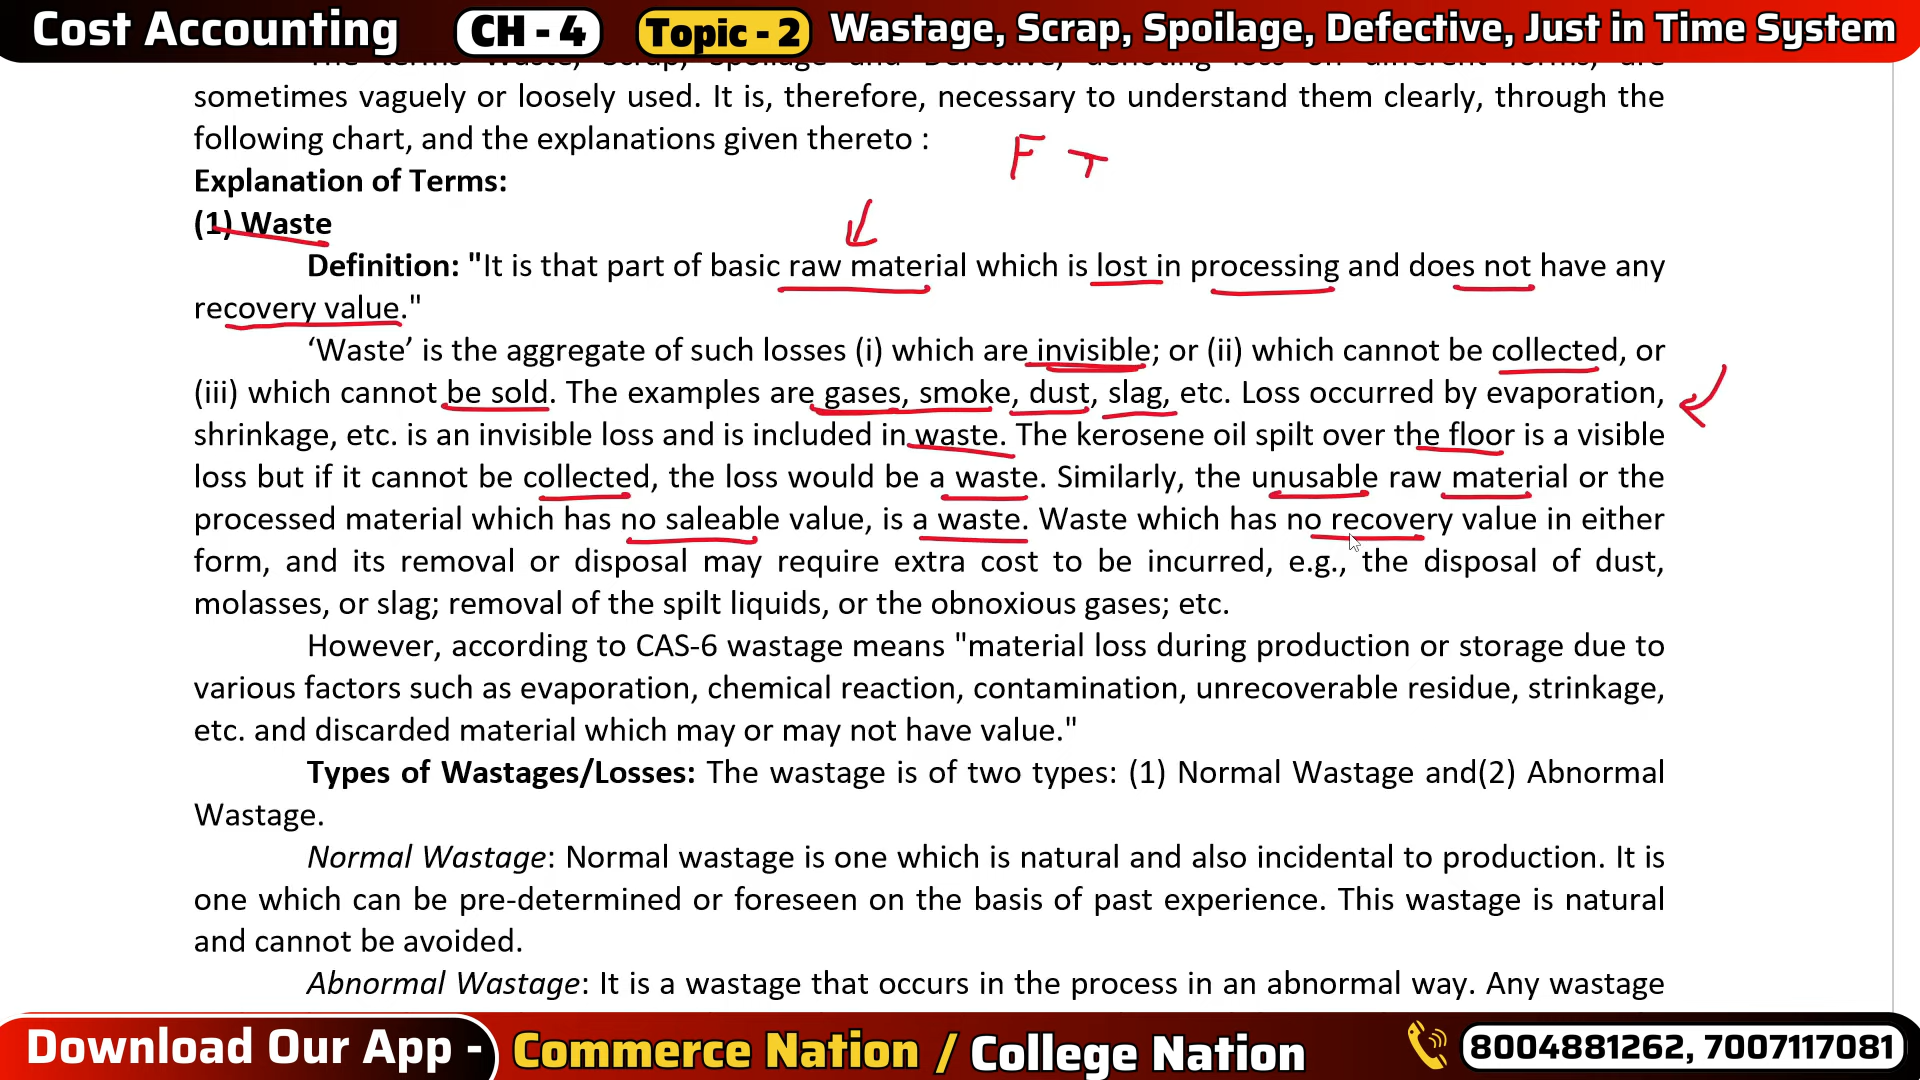 Cost Accounting CH - 4 Topic - 2 Wastage, Scrap, Spoilage, Defective, Just in Time System
The terms Waste, Scrap, Spoilage and Defective, denoting loss on different forms, are
sometimes vaguely or loosely used. It is, therefore, necessary to understand them clearly, through the
following chart, and the explanations given thereto :
F T
Explanation of Terms:
(1) Waste
Definition: "It is that part of basic raw material which is lost in processing and does not have any
recovery value."
‘Waste’ is the aggregate of such losses (i) which are invisible; or (ii) which cannot be collected, or
(iii) which cannot be sold. The examples are gases, smoke, dust, slag, etc. Loss occurred by evaporation,
shrinkage, etc. is an invisible loss and is included in waste. The kerosene oil spilt over the floor is a visible
loss but if it cannot be collected, the loss would be a waste. Similarly, the unusable raw material or the
processed material which has no saleable value, is a waste. Waste which has no recovery value in either
form, and its removal or disposal may require extra cost to be incurred, e.g., the disposal of dust,
molasses, or slag; removal of the spilt liquids, or the obnoxious gases; etc.
However, according to CAS-6 wastage means "material loss during production or storage due to
various factors such as evaporation, chemical reaction, contamination, unrecoverable residue, strinkage,
etc. and discarded material which may or may not have value."
Types of Wastages/Losses: The wastage is of two types: (1) Normal Wastage and(2) Abnormal
Wastage.
Normal Wastage: Normal wastage is one which is natural and also incidental to production. It is
one which can be pre-determined or foreseen on the basis of past experience. This wastage is natural
and cannot be avoided.
Abnormal Wastage: It is a wastage that occurs in the process in an abnormal way. Any wastage
Download Our App - Commerce Nation / College Nation 8004881262, 7007117081